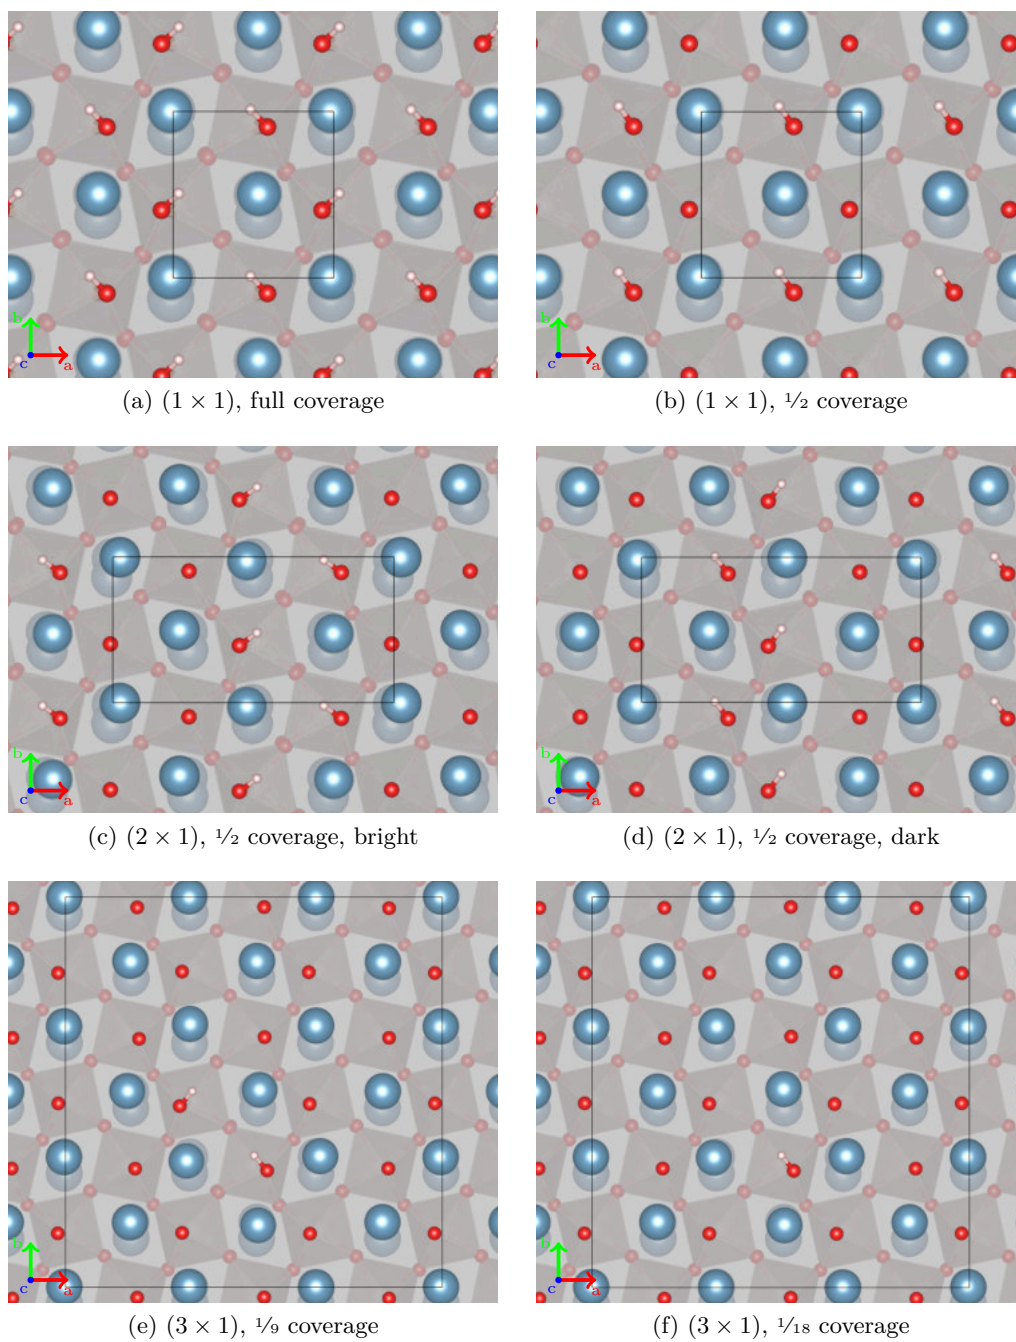 b
c a
b
c a
(a) (1 × 1), full coverage
(b) (1 × 1), ½ coverage
b
c a
b
c a
(c) (2 × 1), ½ coverage, bright
(d) (2 × 1), ½ coverage, dark
b
c a
b
c a
(e) (3 × 1), 1⁄9 coverage
(f) (3 × 1), 1⁄18 coverage